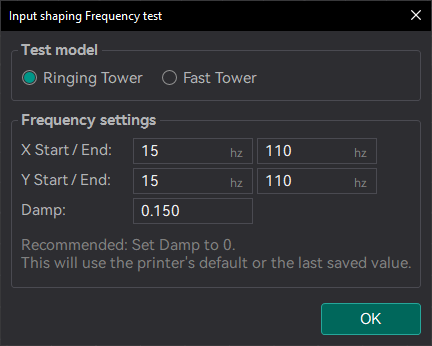 Input shaping Frequency test
Test model
Ringing Tower Fast Tower
Frequency settings
X Start / End: 15 hz 110 hz
Y Start / End: 15 hz 110 hz
Damp: 0.150
Recommended: Set Damp to 0.
This will use the printer's default or the last saved value.
OK